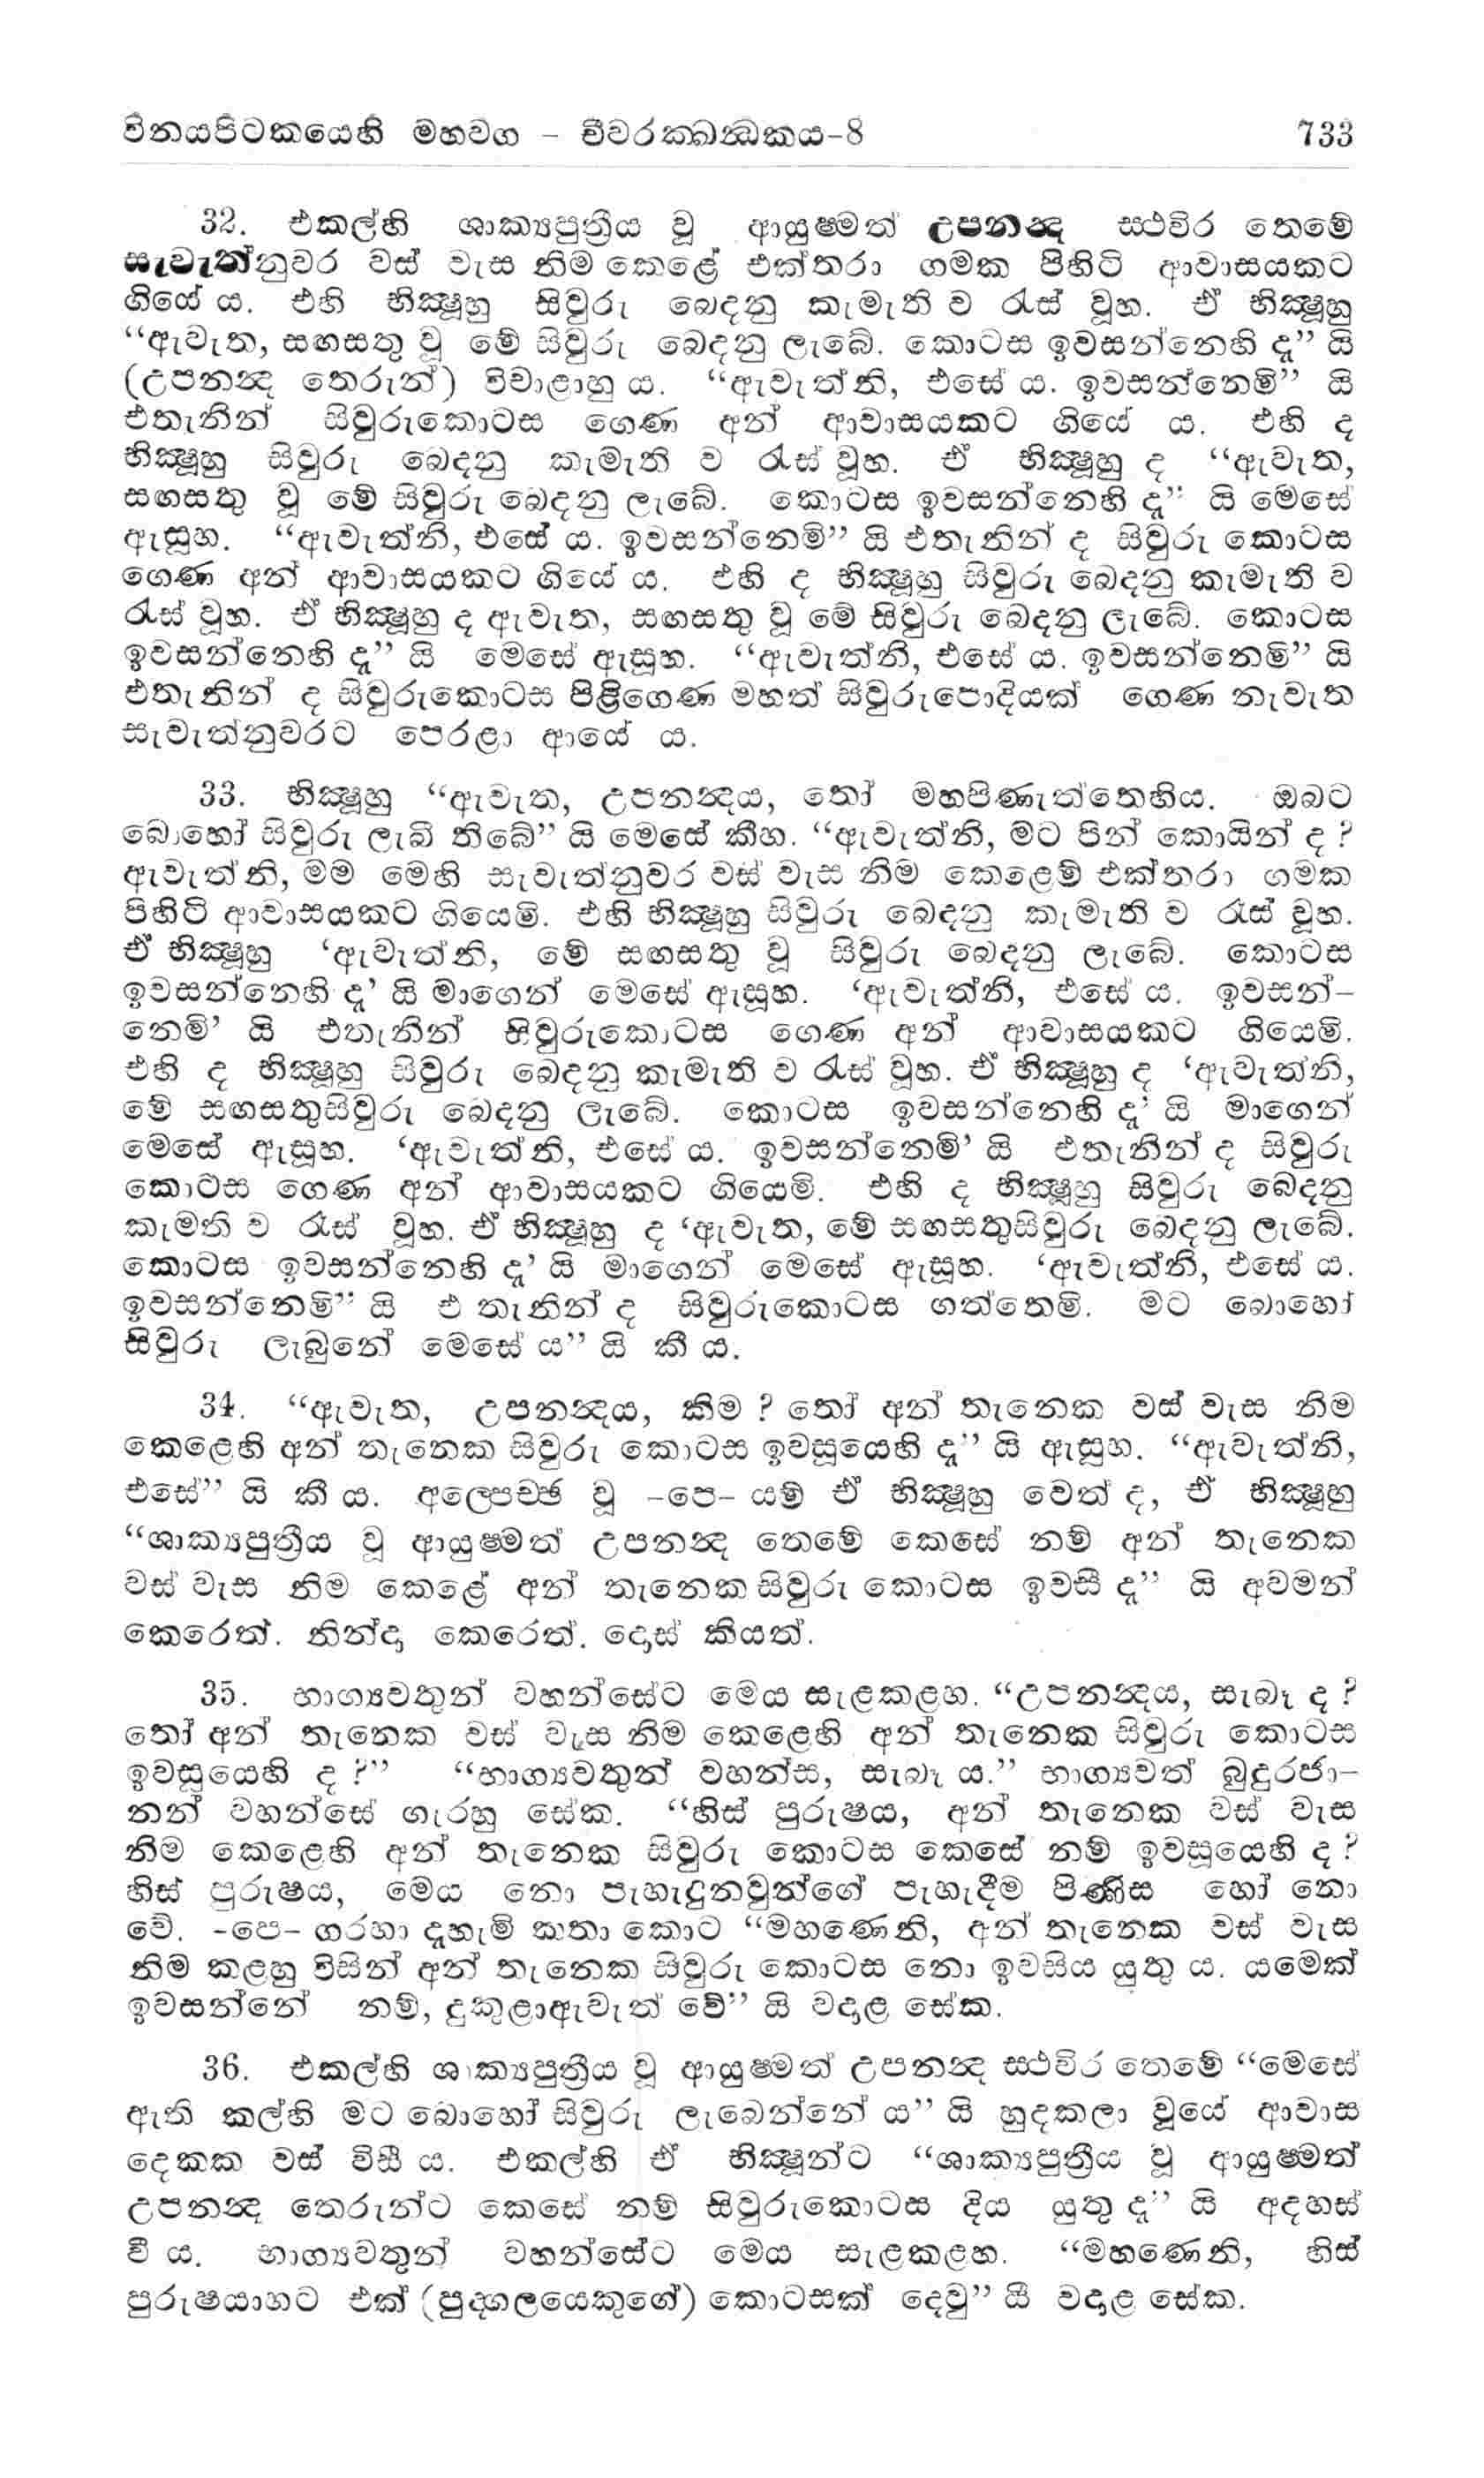 විනයපිටකයෙහි මහවග – චීවරක්ඛන්ධකය-8 733
32. එකල්හි ශාක්‍යපුත්‍රීය වූ ආයුෂ්මත් උපනන්ද ස්ථවිර තෙමේ
සැවැත්නුවර වස් වැස නිම කෙළේ එක්තරා ගමක පිහිටි ආවාසයකට
ගියේ ය. එහි භික්‍ෂූහු සිවුරු බෙදනු කැමැති ව රැස් වූහ. ඒ භික්‍ෂූහු
“ඇවැත, සඟසතු වූ මේ සිවුරු බෙදනු ලැබේ. කොටස ඉවසන්නෙහි දැ” යි
(උපනන්ද තෙරුන්) විචාළාහු ය. “ඇවැත්නි, එසේ ය. ඉවසන්නෙමි” යි
එතැනින් සිවුරුකොටස ගෙණ අන් ආවාසයකට ගියේ ය. එහි ද
භික්‍ෂූහු සිවුරු බෙදනු කැමැති ව රැස් වූහ. ඒ භික්‍ෂූහු ද “ඇවැත,
සඟසතු වූ මේ සිවුරු බෙදනු ලැබේ. කොටස ඉවසන්නෙහි දැ” යි මෙසේ
ඇසූහ. “ඇවැත්නි, එසේ ය. ඉවසන්නෙමි” යි එතැනින් ද සිවුරු කොටස
ගෙණ අන් ආවාසයකට ගියේ ය. එහි ද භික්‍ෂූහු සිවුරු බෙදනු කැමැති ව
රැස් වූහ. ඒ භික්‍ෂූහු ද ඇවැත, සඟසතු වූ මේ සිවුරු බෙදනු ලැබේ. කොටස
ඉවසන්නෙහි දැ” යි මෙසේ ඇසූහ. “ඇවැත්නි, එසේ ය. ඉවසන්නෙමි” යි
එතැනින් ද සිවුරුකොටස පිළිගෙණ මහත් සිවුරුපොදියක් ගෙණ නැවැත
සැවැත්නුවරට පෙරළා ආයේ ය.
33. භික්‍ෂූහු “ඇවැත, උපනන්දය, තෝ මහපිණැත්තෙහිය. ඔබට
බොහෝ සිවුරු ලැබී තිබේ” යි මෙසේ කීහ. “ඇවැත්නි, මට පින් කොයින් ද ?
ඇවැත්නි, මම මෙහි සැවැත්නුවර වස් වැස නිම කෙළෙම් එක්තරා ගමක
පිහිටි ආවාසයකට ගියෙමි. එහි භික්‍ෂූහු සිවුරු බෙදනු කැමැති ව රැස් වූහ.
ඒ භික්‍ෂූහු ‘ඇවැත්නි, මේ සඟසතු වූ සිවුරු බෙදනු ලැබේ. කොටස
ඉවසන්නෙහි දැ’ යි මාගෙන් මෙසේ ඇසූහ. ‘ඇවැත්නි, එසේ ය. ඉවසන්–
නෙමි’ යි එතැනින් සිවුරුකොටස ගෙණ අන් ආවාසයකට ගියෙමි.
එහි ද භික්‍ෂූහු සිවුරු බෙදනු කැමැති ව රැස් වූහ. ඒ භික්‍ෂූහු ද ‘ඇවැත්නි,
මේ සඟසතුසිවුරු බෙදනු ලැබේ. කොටස ඉවසන්නෙහි දැ’ යි මාගෙන්
මෙසේ ඇසූහ. ‘ඇවැත්නි, එසේ ය. ඉවසන්නෙමි’ යි එතැනින් ද සිවුරු
කොටස ගෙණ අන් ආවාසයකට ගියෙමි. එහි ද භික්‍ෂූහු සිවුරු බෙදනු
කැමති ව රැස් වූහ. ඒ භික්‍ෂූහු ද ‘ඇවැත, මේ සඟසතුසිවුරු බෙදනු ලැබේ.
කොටස ඉවසන්නෙහි දැ’ යි මාගෙන් මෙසේ ඇසූහ. ‘ඇවැත්නි, එසේ ය.
ඉවසන්නෙමි” යි එ තැනින් ද සිවුරුකොටස ගත්තෙමි. මට බොහෝ
සිවුරු ලැබුනේ මෙසේ ය” යි කී ය.
34. “ඇවැත, උපනන්දය, කිම ? තෝ අන් තැනෙක වස් වැස නිම
කෙළෙහි අන් තැනෙක සිවුරු කොටස ඉවසූයෙහි දැ” යි ඇසූහ. “ඇවැත්නි,
එසේ” යි කී ය. අල්පෙච්ඡ වූ –පෙ– යම් ඒ භික්‍ෂූහු වෙත් ද, ඒ භික්‍ෂූහු
“ශාක්‍යපුත්‍රීය වූ ආයුෂ්මත් උපනන්ද තෙමේ කෙසේ නම් අන් තැනෙක
වස් වැස නිම කෙළේ අන් තැනෙක සිවුරු කොටස ඉවසී දැ” යි අවමන්
කෙරෙත්. නින්දා කෙරෙත්. දොස් කියත්.
35. භාග්‍යවතුන් වහන්සේට මෙය සැළකළහ. “උපනන්දය, සැබෑ ද ?
තෝ අන් තැනෙක වස් වැස නිම කෙළෙහි අන් තැනෙක සිවුරු කොටස
ඉවසූයෙහි ද ?” “භාග්‍යවතුන් වහන්ස, සැබෑ ය.” භාග්‍යවත් බුදුරජා–
නන් වහන්සේ ගැරහු සේක. “හිස් පුරුෂය, අන් තැනෙක වස් වැස
නිම කෙළෙහි අන් තැනෙක සිවුරු කොටස කෙසේ නම් ඉවසූයෙහි ද ?
හිස් පුරුෂය, මෙය නො පැහැදුනවුන්ගේ පැහැදීම පිණිස හෝ නො
වේ. –පෙ– ගරහා දැහැමි කතා කොට “මහණෙනි, අන් තැනෙක වස් වැස
නිම කළහු විසින් අන් තැනෙක සිවුරු කොටස නො ඉවසිය යුතු ය. යමෙක්
ඉවසන්නේ නම්, දුකුළාඇවැත් වේ” යි වදාළ සේක.
36. එකල්හි ශාක්‍යපුත්‍රීය වූ ආයුෂ්මත් උපනන්ද ස්ථවිර තෙමේ “මෙසේ
ඇති කල්හි මට බොහෝ සිවුරු ලැබෙන්නේ ය” යි හුදකලා වූයේ ආවාස
දෙකක වස් විසී ය. එකල්හි ඒ භික්‍ෂූන්ට “ශාක්‍යපුත්‍රීය වූ ආයුෂ්මත්
උපනන්ද තෙරුන්ට කෙසේ නම් සිවුරුකොටස දිය යුතු දැ” යි අදහස්
වී ය. භාග්‍යවතුන් වහන්සේට මෙය සැළකළහ. “මහණෙනි, හිස්
පුරුෂයාහට එක් (පුද්ගලයෙකුගේ) කොටසක් දෙවු” යී වදාළ සේක.